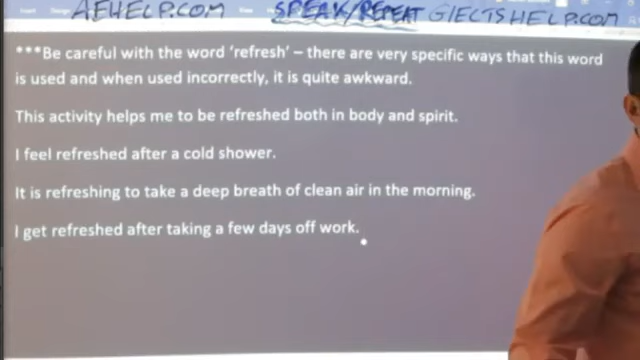 AEHELP.COM SPEAK/REPEAT GIELTSHELP.COM
***Be careful with the word ‘refresh’ – there are very specific ways that this word
is used and when used incorrectly, it is quite awkward.
This activity helps me to be refreshed both in body and spirit.
I feel refreshed after a cold shower.
It is refreshing to take a deep breath of clean air in the morning.
I get refreshed after taking a few days off work.